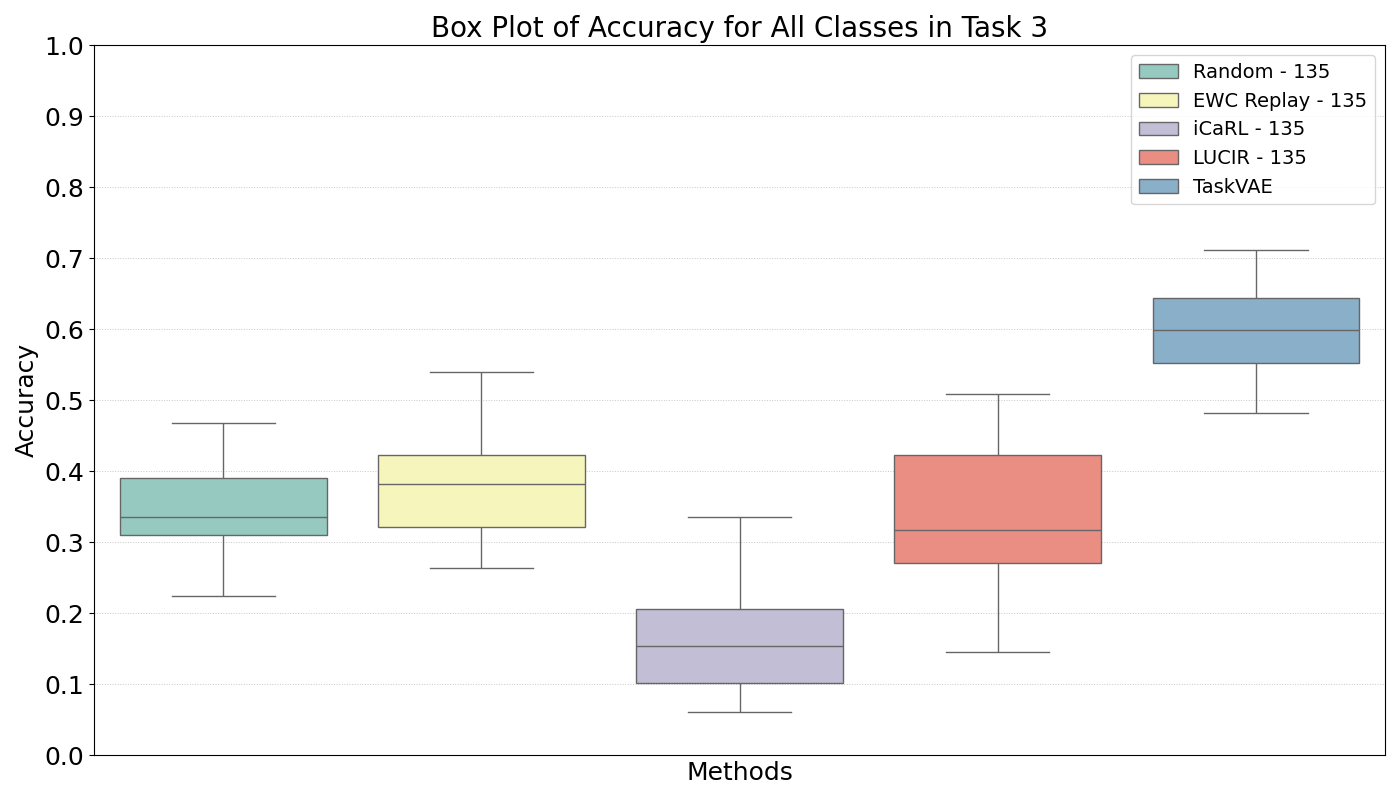 Box Plot of Accuracy for All Classes in Task 3
1.0
0.9
0.8
0.7
0.6
0.5
0.4
0.3
0.2
0.1
0.0
Accuracy
Methods
Random - 135
EWC Replay - 135
iCaRL - 135
LUCIR - 135
TaskVAE